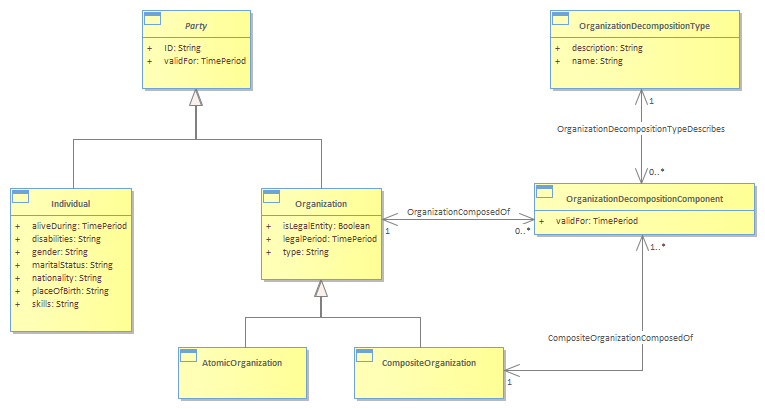 Party
+ ID: String
+ validFor: TimePeriod
OrganizationDecompositionType
+ description: String
+ name: String
1
OrganizationDecompositionTypeDescribes
0..*
Individual
+ aliveDuring: TimePeriod
+ disabilities: String
+ gender: String
+ maritalStatus: String
+ nationality: String
+ placeOfBirth: String
+ skills: String
Organization
+ isLegalEntity: Boolean
+ legalPeriod: TimePeriod
+ type: String
OrganizationComposedOf
1
0..*
OrganizationDecompositionComponent
+ validFor: TimePeriod
1..*
CompositeOrganizationComposedOf
1
AtomicOrganization
CompositeOrganization